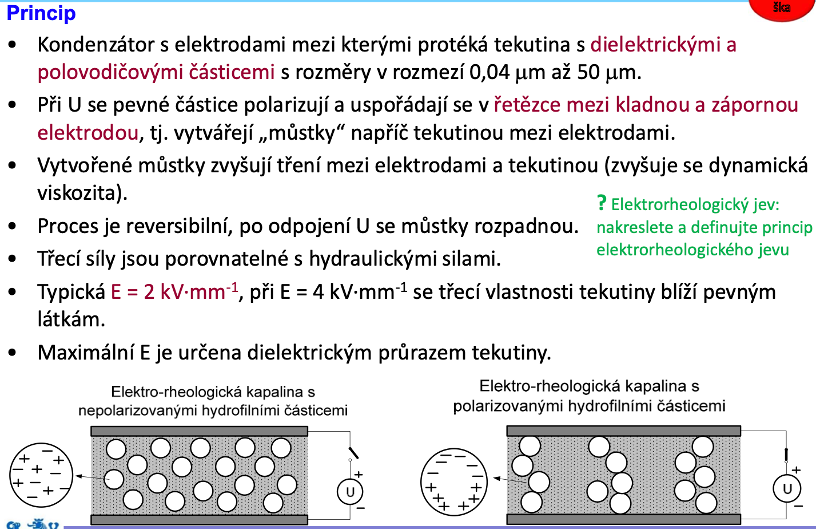 ška
Princip
• Kondenzátor s elektrodami mezi kterými protéká tekutina s dielektrickými a
polovodičovými částicemi s rozměry v rozmezí 0,04 μm až 50 μm.
• Při U se pevné částice polarizují a uspořádají se v řetězce mezi kladnou a zápornou
elektrodou, tj. vytvářejí „můstky“ napříč tekutinou mezi elektrodami.
• Vytvořené můstky zvyšují tření mezi elektrodami a tekutinou (zvyšuje se dynamická
viskozita).
• Proces je reversibilní, po odpojení U se můstky rozpadnou.
• Třecí síly jsou porovnatelné s hydraulickými silami.
? Elektrorheologický jev:
nakreslete a definujte princip
elektrorheologického jevu
• Typická E = 2 kV·mm⁻¹, při E = 4 kV·mm⁻¹ se třecí vlastnosti tekutiny blíží pevným
látkám.
• Maximální E je určena dielektrickým průrazem tekutiny.
Elektro-rheologická kapalina s
nepolarizovanými hydrofilními částicemi
+
U
−
Elektro-rheologická kapalina s
polarizovanými hydrofilními částicemi
+
U
−